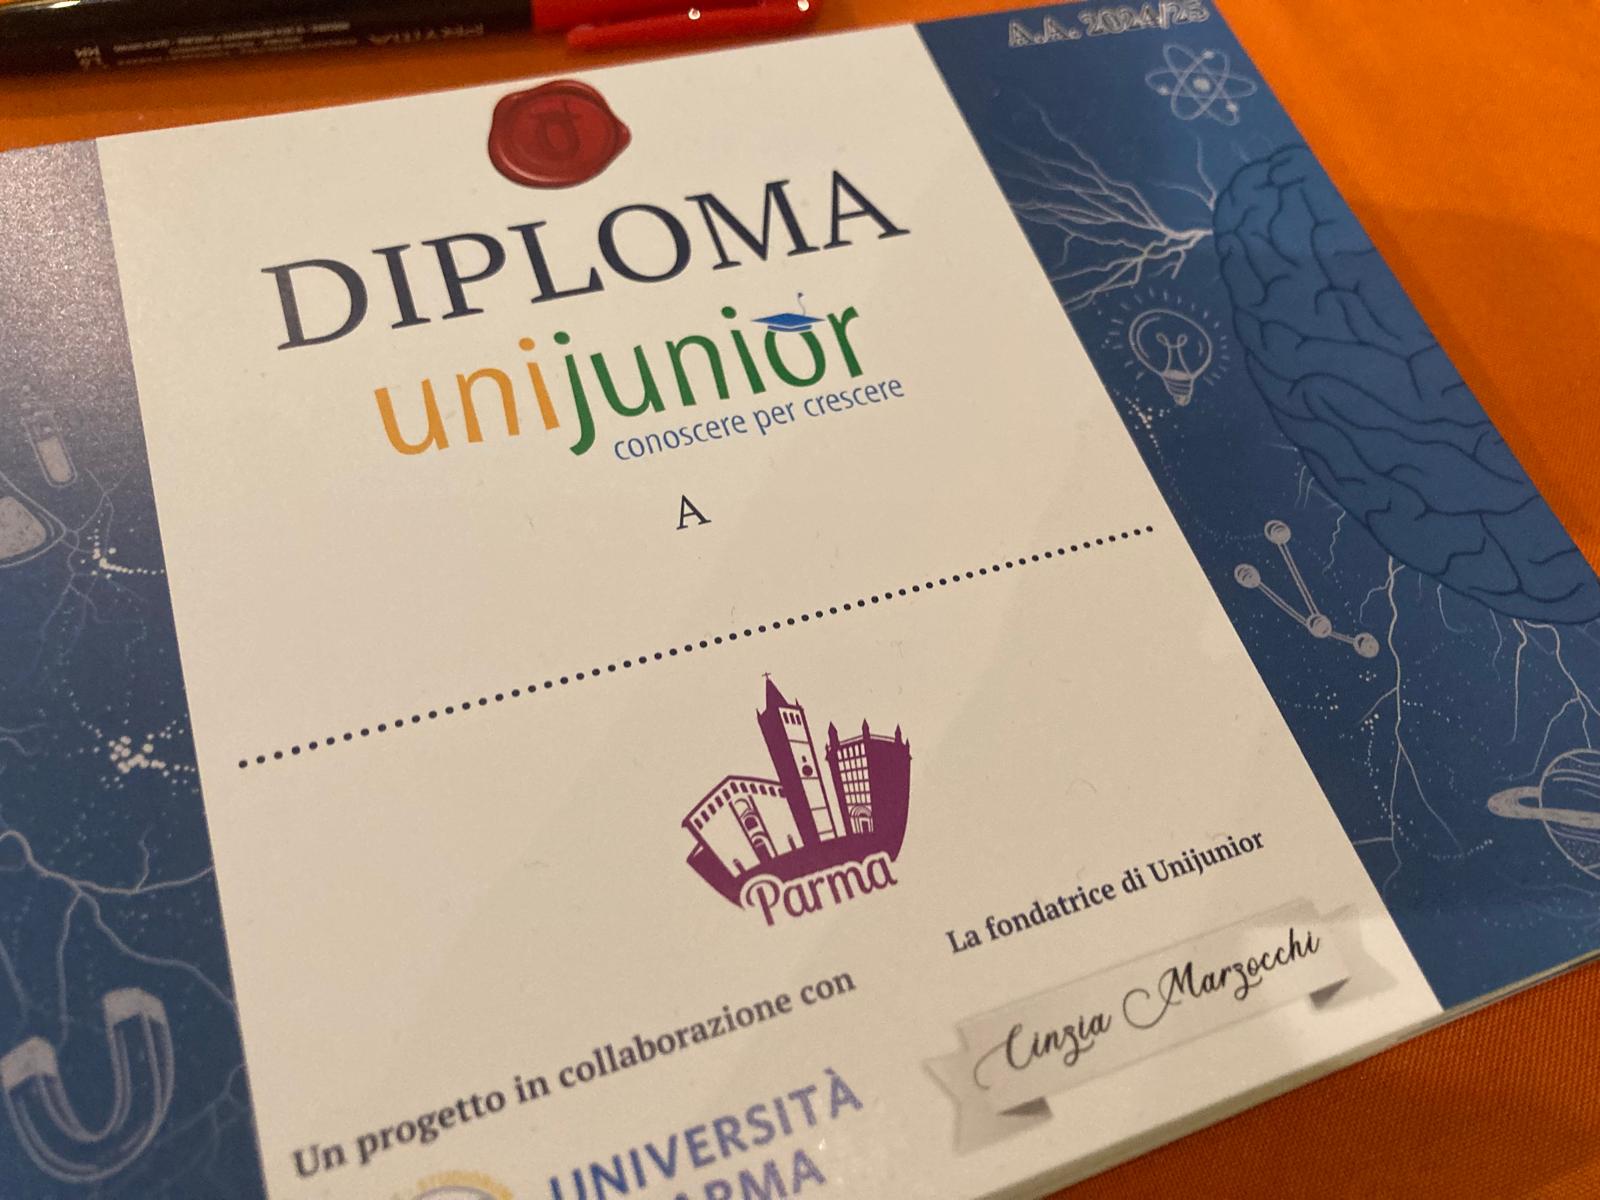 A.A. 2024/25
DIPLOMA
unijunior
conoscere per crescere
A
Parma
La fondatrice di Unijunior
Cinzia Marzocchi
Un progetto in collaborazione con
UNIVERSITÀ